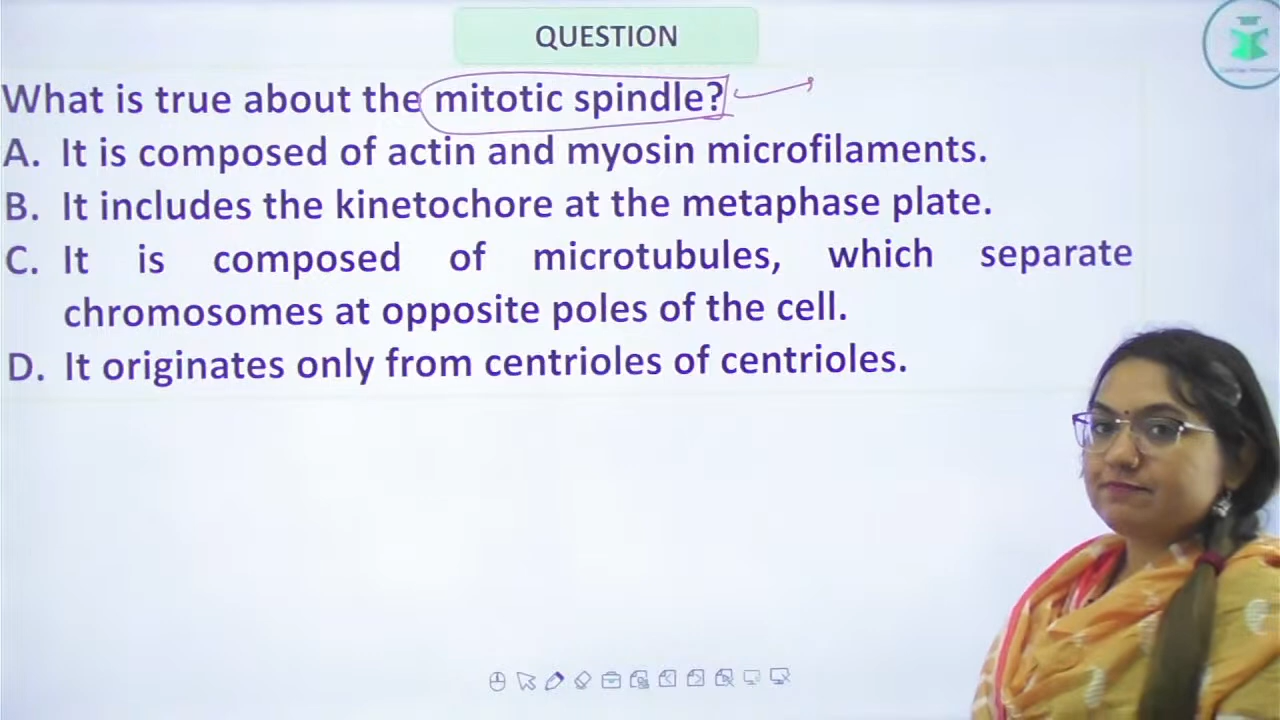 QUESTION
What is true about the mitotic spindle?
A. It is composed of actin and myosin microfilaments.
B. It includes the kinetochore at the metaphase plate.
C. It is composed of microtubules, which separate
chromosomes at opposite poles of the cell.
D. It originates only from centrioles of centrioles.